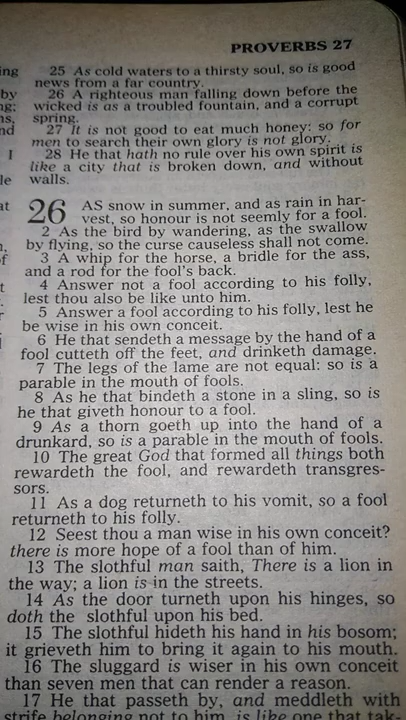 PROVERBS 27
25 As cold waters to a thirsty soul, so is good
news from a far country.
26 A righteous man falling down before the
wicked is as a troubled fountain, and a corrupt
spring.
27 It is not good to eat much honey: so for
men to search their own glory is not glory.
28 He that hath no rule over his own spirit is
like a city that is broken down, and without
walls.
26 AS snow in summer, and as rain in har-
vest, so honour is not seemly for a fool.
2 As the bird by wandering, as the swallow
by flying, so the curse causeless shall not come.
3 A whip for the horse, a bridle for the ass,
and a rod for the fool's back.
4 Answer not a fool according to his folly,
lest thou also be like unto him.
5 Answer a fool according to his folly, lest he
be wise in his own conceit.
6 He that sendeth a message by the hand of a
fool cutteth off the feet, and drinketh damage.
7 The legs of the lame are not equal: so is a
parable in the mouth of fools.
8 As he that bindeth a stone in a sling, so is
he that giveth honour to a fool.
9 As a thorn goeth up into the hand of a
drunkard, so is a parable in the mouth of fools.
10 The great God that formed all things both
rewardeth the fool, and rewardeth transgres-
sors.
11 As a dog returneth to his vomit, so a fool
returneth to his folly.
12 Seest thou a man wise in his own conceit?
there is more hope of a fool than of him.
13 The slothful man saith, There is a lion in
the way; a lion is in the streets.
14 As the door turneth upon his hinges, so
doth the slothful upon his bed.
15 The slothful hideth his hand in his bosom;
it grieveth him to bring it again to his mouth.
16 The sluggard is wiser in his own conceit
than seven men that can render a reason.
17 He that passeth by, and meddleth with
strife belonging not to him, is like one that tak-